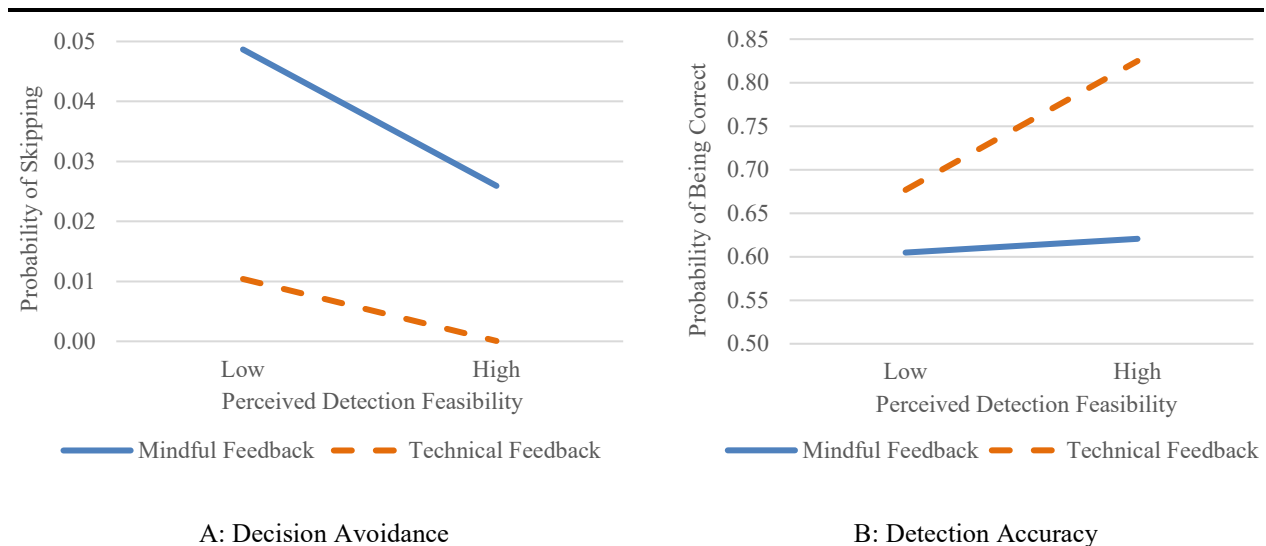 0.05
0.04
0.03
0.02
0.01
0.00
Probability of Skipping
Low High
Perceived Detection Feasibility
Mindful Feedback Technical Feedback
A: Decision Avoidance
0.85
0.80
0.75
0.70
0.65
0.60
0.55
0.50
Probability of Being Correct
Low High
Perceived Detection Feasibility
Mindful Feedback Technical Feedback
B: Detection Accuracy